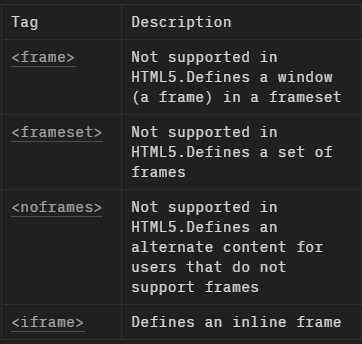 Tag Description
<frame> Not supported in
HTML5.Defines a window
(a frame) in a frameset
<frameset> Not supported in
HTML5.Defines a set of
frames
<noframes> Not supported in
HTML5.Defines an
alternate content for
users that do not
support frames
<iframe> Defines an inline frame